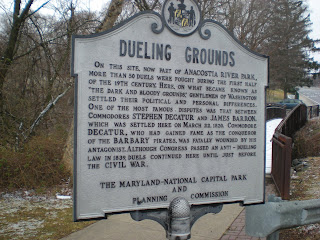 DUELING GROUNDS
ON THIS SITE, NOW PART OF ANACOSTIA RIVER PARK,
MORE THAN 50 DUELS WERE FOUGHT DURING THE FIRST HALF
OF THE 19TH CENTURY. HERE, ON WHAT BECAME KNOWN AS
"THE DARK AND BLOODY GROUNDS," GENTLEMEN OF WASHINGTON
SETTLED THEIR POLITICAL AND PERSONAL DIFFERENCES.
ONE OF THE MOST FAMOUS DISPUTES WAS THAT BETWEEN
COMMODORES STEPHEN DECATUR AND JAMES BARRON,
WHICH WAS SETTLED HERE ON MARCH 22, 1820. COMMODORE
DECATUR, WHO HAD GAINED FAME AS THE CONQUEROR
OF THE BARBARY PIRATES, WAS FATALLY WOUNDED BY HIS
ANTAGONIST. ALTHOUGH CONGRESS PASSED AN ANTI-DUELING
LAW IN 1839, DUELS CONTINUED HERE UNTIL JUST BEFORE
THE CIVIL WAR.
THE MARYLAND-NATIONAL CAPITAL PARK
AND
PLANNING COMMISSION